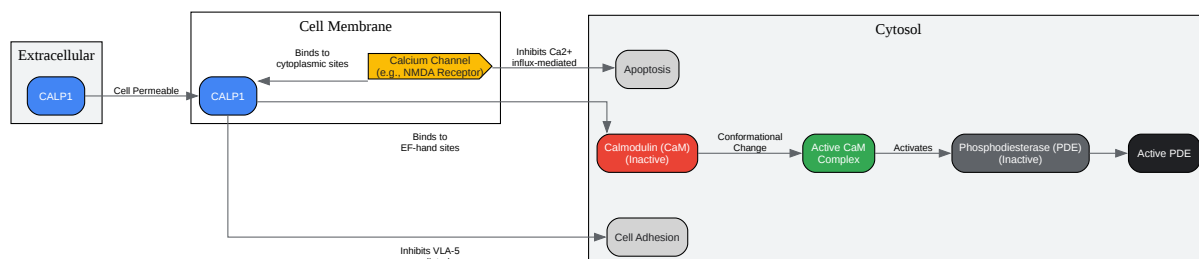 Extracellular
CALP1
Cell Permeable
Cell Membrane
CALP1
Binds to
cytoplasmic sites
Calcium Channel
(e.g., NMDA Receptor)
Inhibits Ca2+
influx-mediated
Binds to
EF-hand sites
Inhibits VLA-5
Cytosol
Apoptosis
Calmodulin (CaM)
(Inactive)
Conformational
Change
Active CaM
Complex
Activates
Phosphodiesterase (PDE)
(Inactive)
Active PDE
Cell Adhesion